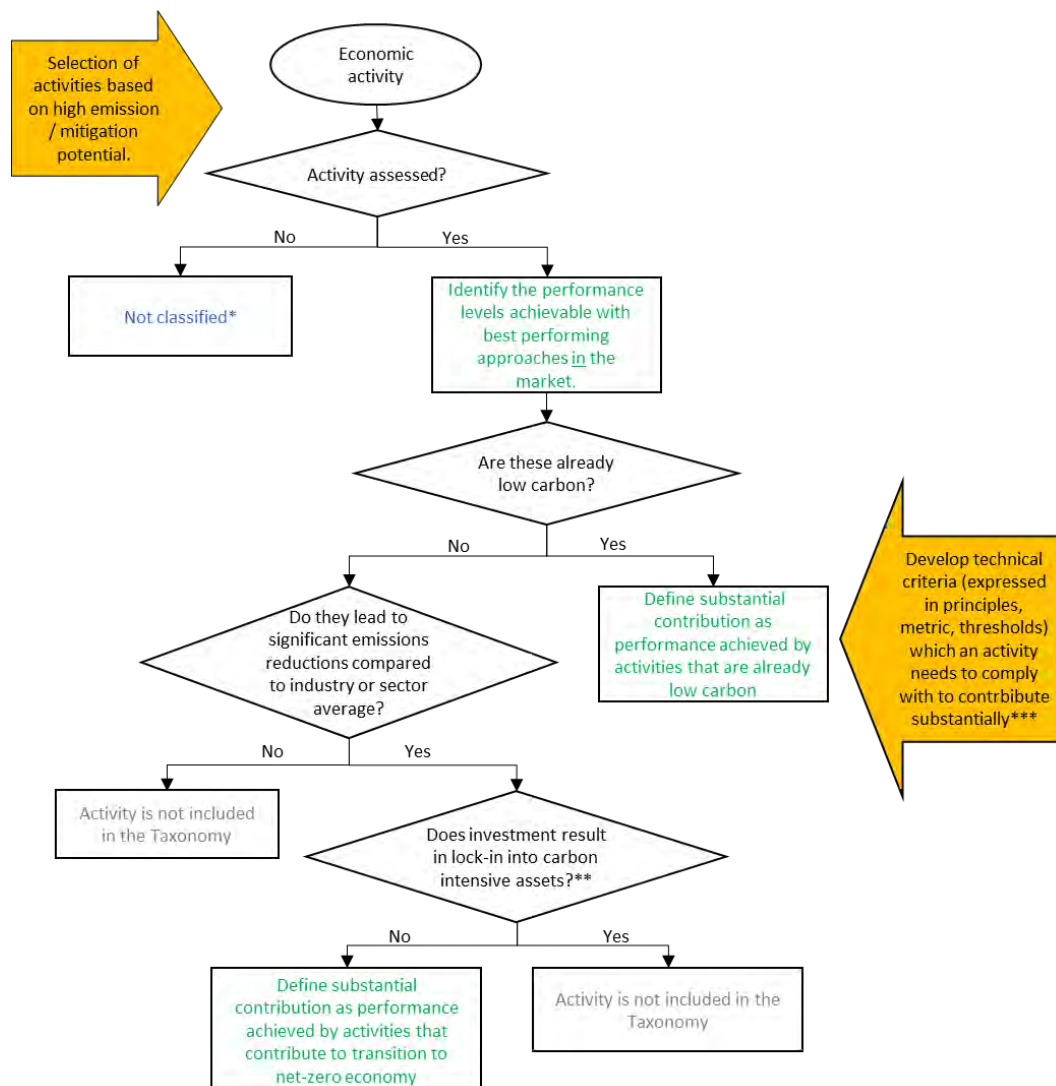 Selection of
activities based
on high emission
/ mitigation
potential.
Economic
activity
Activity assessed?
No
Yes
Not classified*
Identify the performance
levels achievable with
best performing
approaches in the
market.
Are these already
low carbon?
No
Yes
Do they lead to
significant emissions
reductions compared
to industry or sector
average?
Define substantial
contribution as
performance achieved by
activities that are already
low carbon
Develop technical
criteria (expressed
in principles,
metric, thresholds)
which an activity
needs to comply
with to contrbibute
substantially***
No
Yes
Activity is not included
in the Taxonomy
Does investment result
in lock-in into carbon
intensive assets?**
No
Yes
Define substantial
contribution as performance
achieved by activities that
contribute to transition to
net-zero economy
Activity is not included in the
Taxonomy